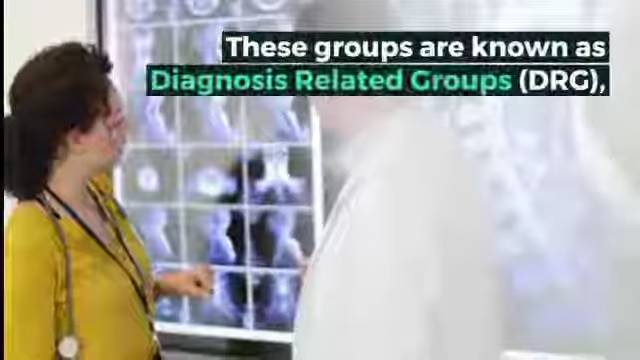 These groups are known as
Diagnosis Related Groups (DRG),